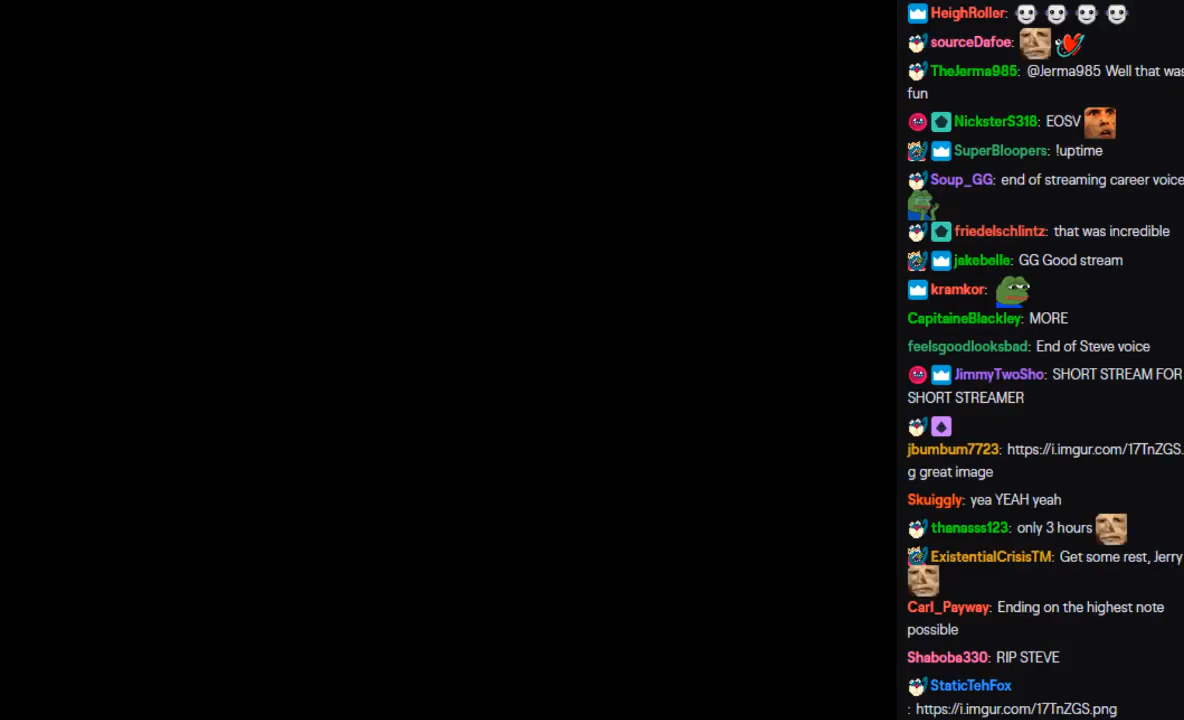 HeighRoller:
sourceDafoe:
TheJerma985: @Jerma985 Well that was
fun
NicksterS318: EOSV
SuperBloopers: !uptime
Soup_GG: end of streaming career voice
friedelschlintz: that was incredible
jakebelle: GG Good stream
kramkor:
CapitaineBlackley: MORE
feelsgoodlooksbad: End of Steve voice
JimmyTwoSho: SHORT STREAM FOR
SHORT STREAMER
jbumbum7723: https://i.imgur.com/17TnZGS.
g great image
Skuiggly: yea YEAH yeah
thanasss123: only 3 hours
ExistentialCrisisTM: Get some rest, Jerry
Carl_Payway: Ending on the highest note
possible
Shaboba330: RIP STEVE
StaticTehFox
: https://i.imgur.com/17TnZGS.png